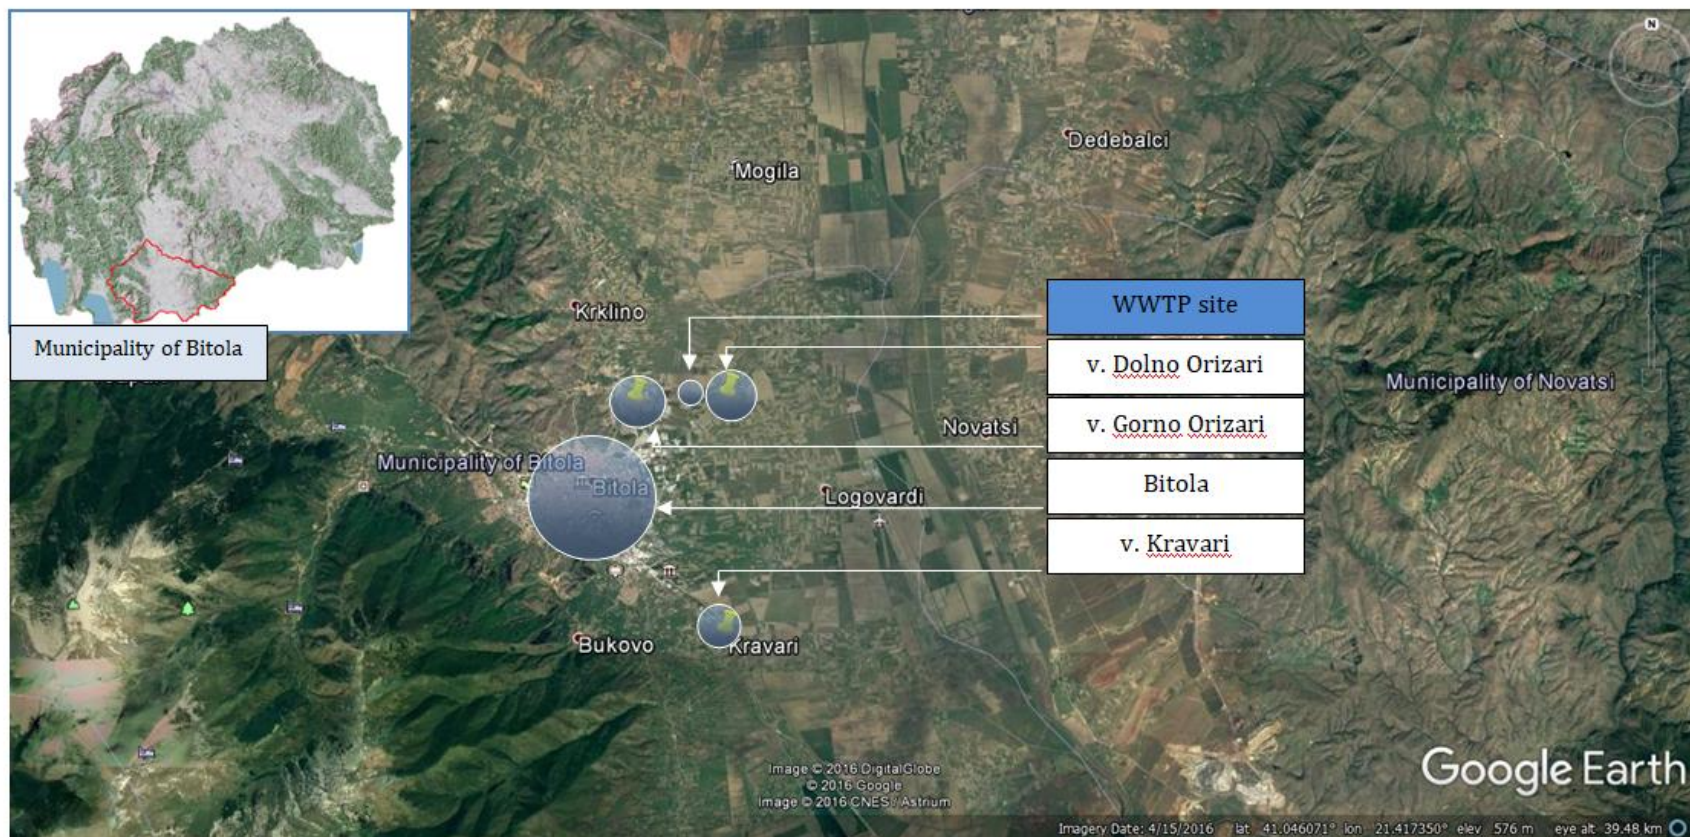 N
Dedebalci
Mogila
WWTP site
Krklino
Municipality of Bitola
v. Dolno Orizari
Municipality of Novatsi
v. Gorno Orizari
Novatsi
Municipality of Bitola
Bitola
Bitola
Logovardi
v. Kravari
Bukovo
Kravari
Google Earth
Image © 2016 DigitalGlobe
© 2016 Google
Image © 2016 CNES / Astrium
Imagery Date: 4/15/2016 lat 41.046071° lon 21.417350° elev 576 m eye alt 39.48 km